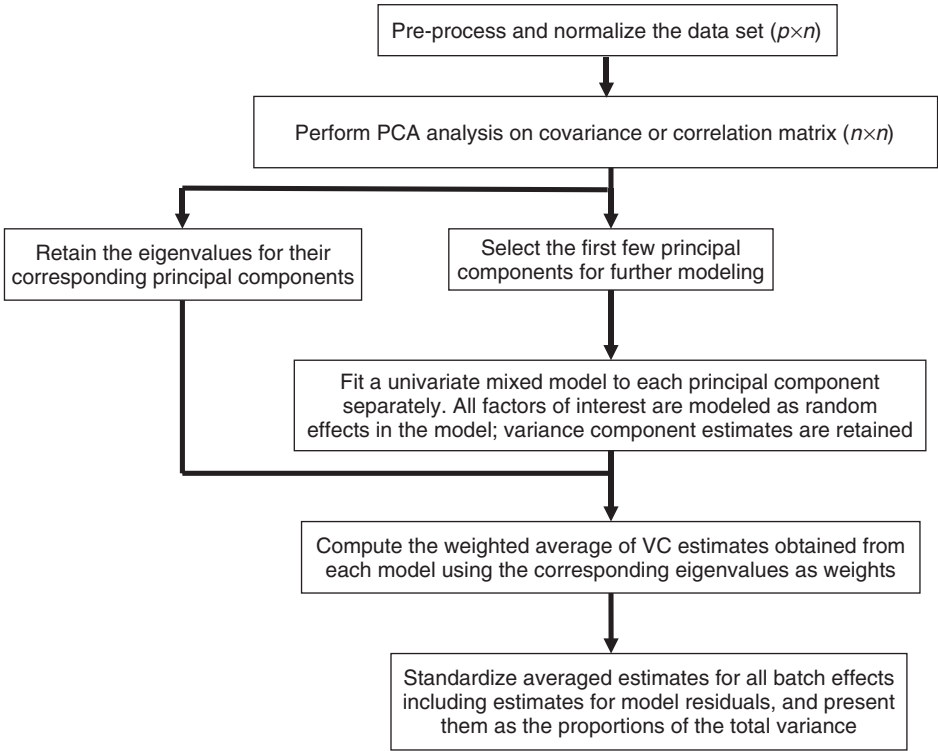 Pre-process and normalize the data set (p×n)
Perform PCA analysis on covariance or correlation matrix (n×n)
Retain the eigenvalues for their
corresponding principal components
Select the first few principal
components for further modeling
Fit a univariate mixed model to each principal component
separately. All factors of interest are modeled as random
effects in the model; variance component estimates are retained
Compute the weighted average of VC estimates obtained from
each model using the corresponding eigenvalues as weights
Standardize averaged estimates for all batch effects
including estimates for model residuals, and present
them as the proportions of the total variance